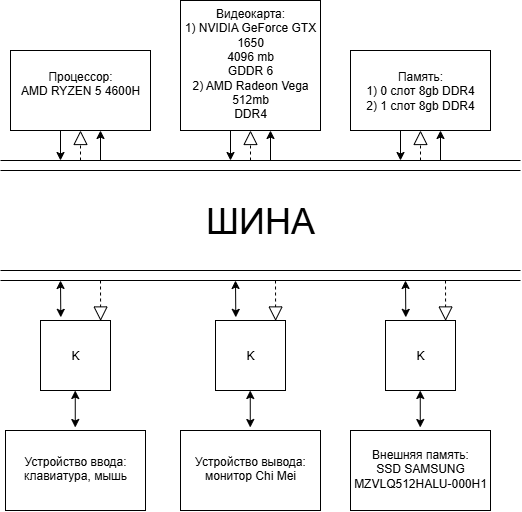 Процессор:
AMD RYZEN 5 4600H
Видеокарта:
1) NVIDIA GeForce GTX
1650
4096 mb
GDDR 6
2) AMD Radeon Vega
512mb
DDR4
Память:
1) 0 слот 8gb DDR4
2) 1 слот 8gb DDR4
ШИНА
K
K
K
Устройство ввода:
клавиатура, мышь
Устройство вывода:
монитор Chi Mei
Внешняя память:
SSD SAMSUNG
MZVLQ512HALU-000H1